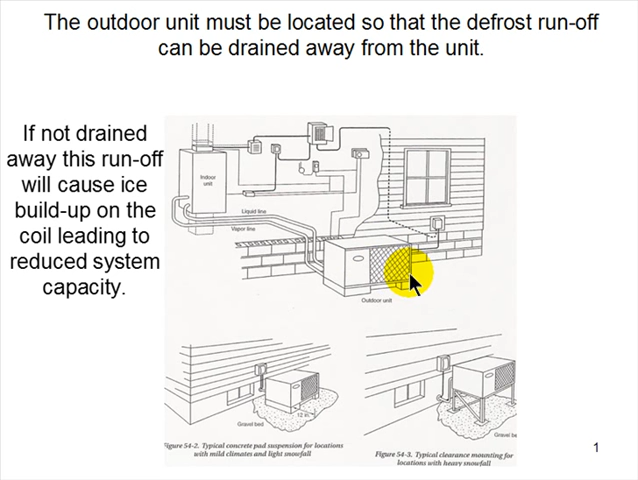 The outdoor unit must be located so that the defrost run-off
can be drained away from the unit.
If not drained
away this run-off
will cause ice
build-up on the
coil leading to
reduced system
capacity.
Indoor
unit
Liquid line
Vapor line
Outdoor unit
Gravel bed
12 in.
Gravel be
Figure 54-2. Typical concrete pad suspension for locations
with mild climates and light snowfall
Figure 54-3. Typical clearance mounting for
locations with heavy snowfall
1